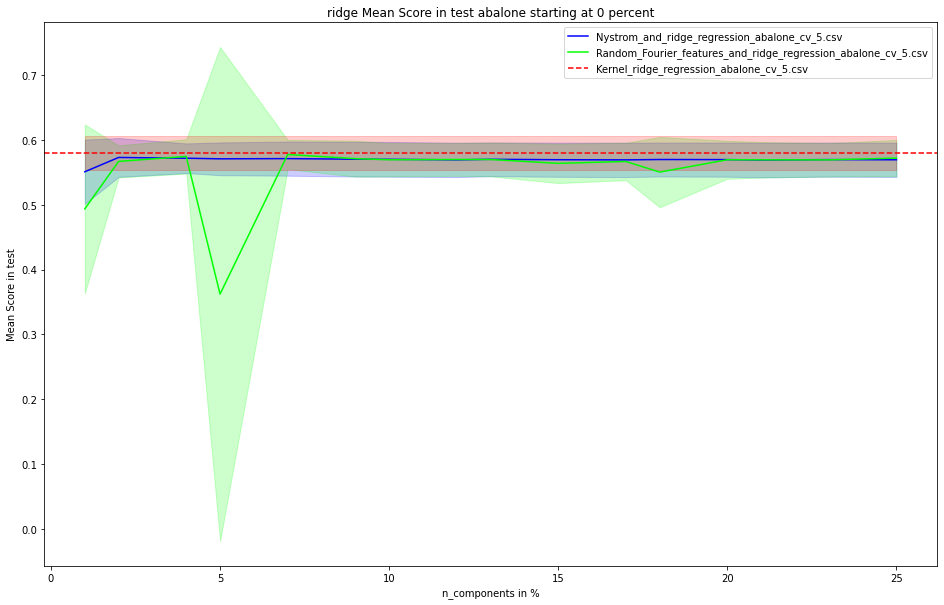 ridge Mean Score in test abalone starting at 0 percent
Nystrom_and_ridge_regression_abalone_cv_5.csv
Random_Fourier_features_and_ridge_regression_abalone_cv_5.csv
Kernel_ridge_regression_abalone_cv_5.csv
Mean Score in test
0.7
0.6
0.5
0.4
0.3
0.2
0.1
0.0
0 5 10 15 20 25
n_components in %